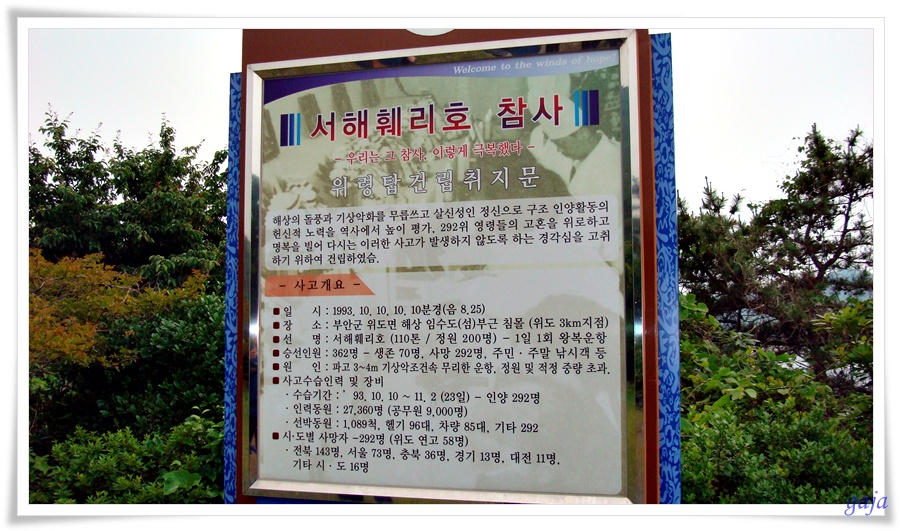 Welcome to the winds of hope!
서해훼리호 참사
- 우리는 그 참사, 이렇게 극복했다 -
위령탑건립취지문
해상의 돌풍과 기상악화를 무릅쓰고 살신성인 정신으로 구조 인양활동의
헌신적 노력을 역사에서 높이 평가, 292위 영령들의 고혼을 위로하고
명복을 빌어 다시는 이러한 사고가 발생하지 않도록 하는 경각심을 고취
하기 위하여 건립하였슴.
- 사고개요 -
■ 일 시 : 1993. 10. 10. 10. 10분경(음 8.25)
■ 장 소 : 부안군 위도면 해상 임수도(섬)부근 침몰 (위도 3km지점)
■ 선 명 : 서해훼리호 (110톤 / 정원 200명) - 1일 1회 왕복운항
■ 승선인원 : 362명 - 생존 70명, 사망 292명, 주민 · 주말 낚시객 등
■ 원 인 : 파고 3~4m 기상악조건속 무리한 운항, 정원 및 적정 중량 초과.
■ 사고수습인력 및 장비
· 수습기간 : ’93. 10. 10 ~ 11. 2 (23일) - 인양 292명
· 인력동원 : 27,360명 (공무원 9,000명)
· 선박동원 : 1,089척, 헬기 96대, 차량 85대, 기타 292
■ 시·도별 사망자 -292명 (위도 연고 58명)
· 전북 143명, 서울 73명, 충북 36명, 경기 13명, 대전 11명,
기타 시 · 도 16명
gaja